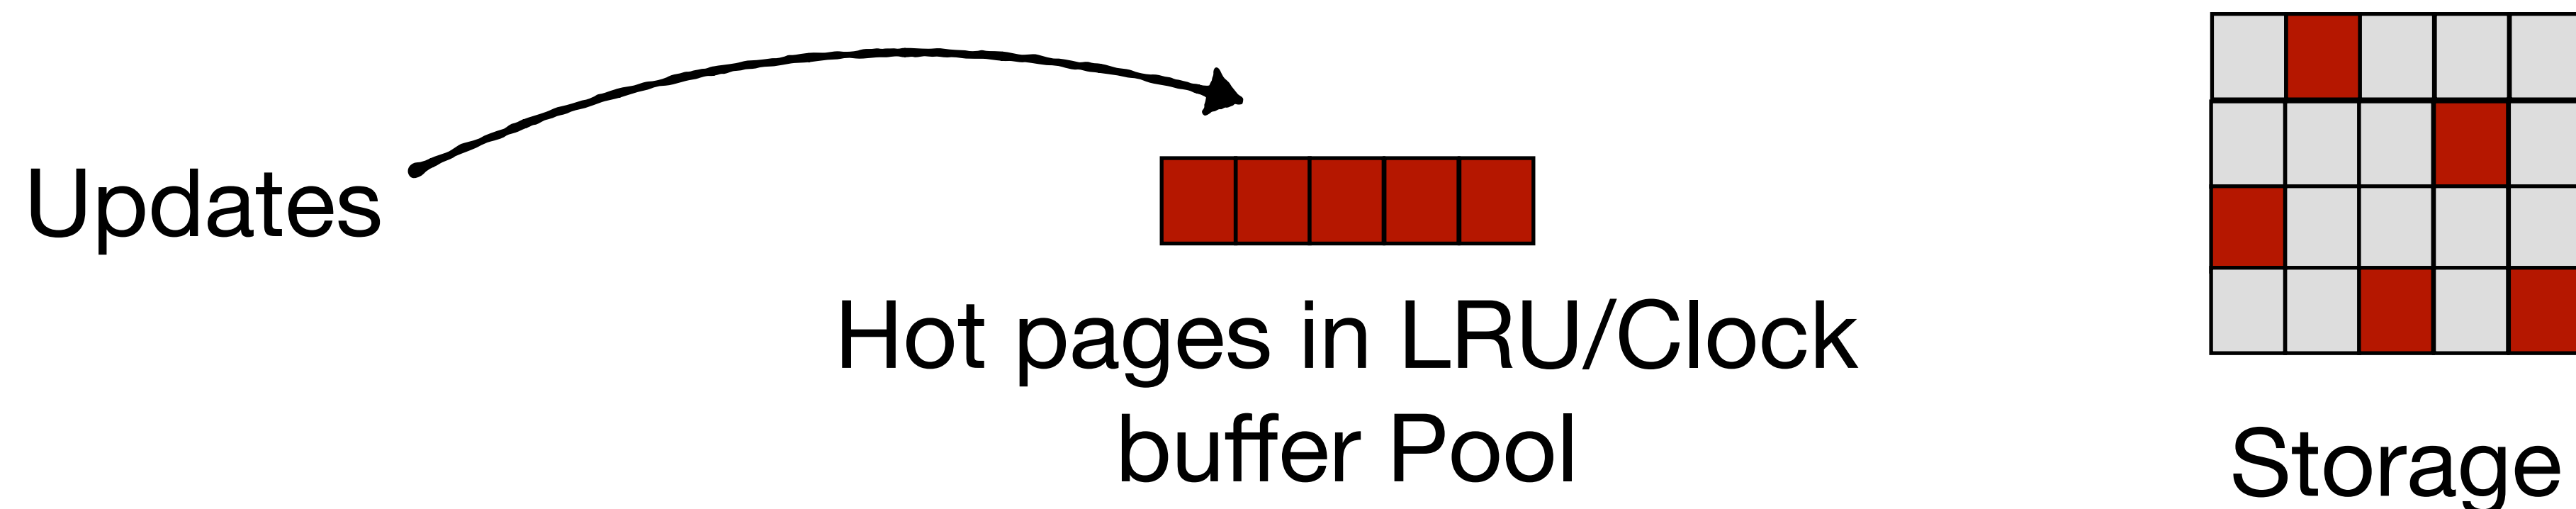 Updates
Hot pages in LRU/Clock
buffer Pool
Storage